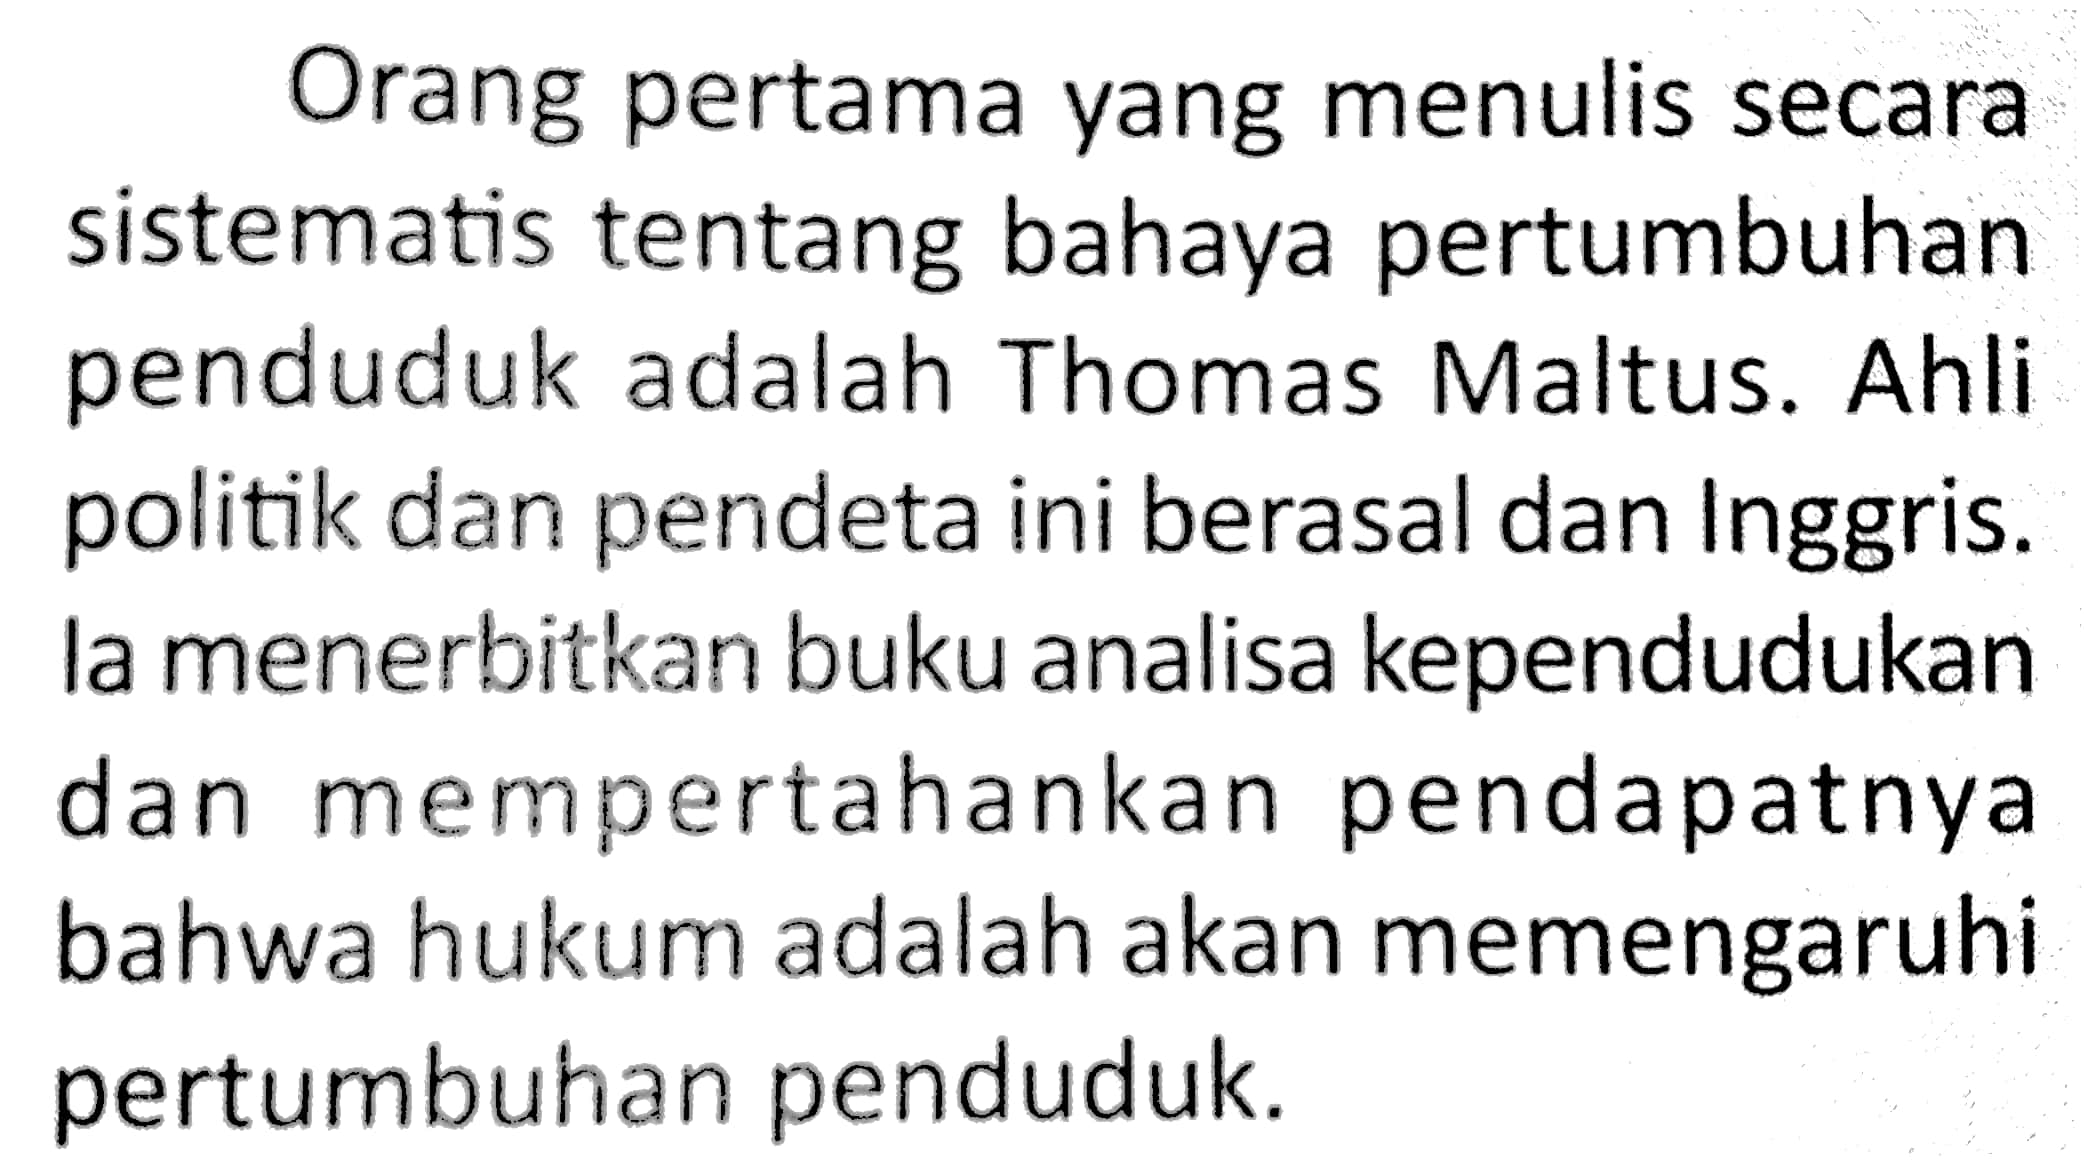 Orang pertama yang menulis secara
sistematis tentang bahaya pertumbuhan
penduduk adalah Thomas Maltus. Ahli
politik dan pendeta ini berasal dan Inggris.
Ia menerbitkan buku analisa kependudukan
dan mempertahankan pendapatnya
bahwa hukum adalah akan memengaruhi
pertumbuhan penduduk.